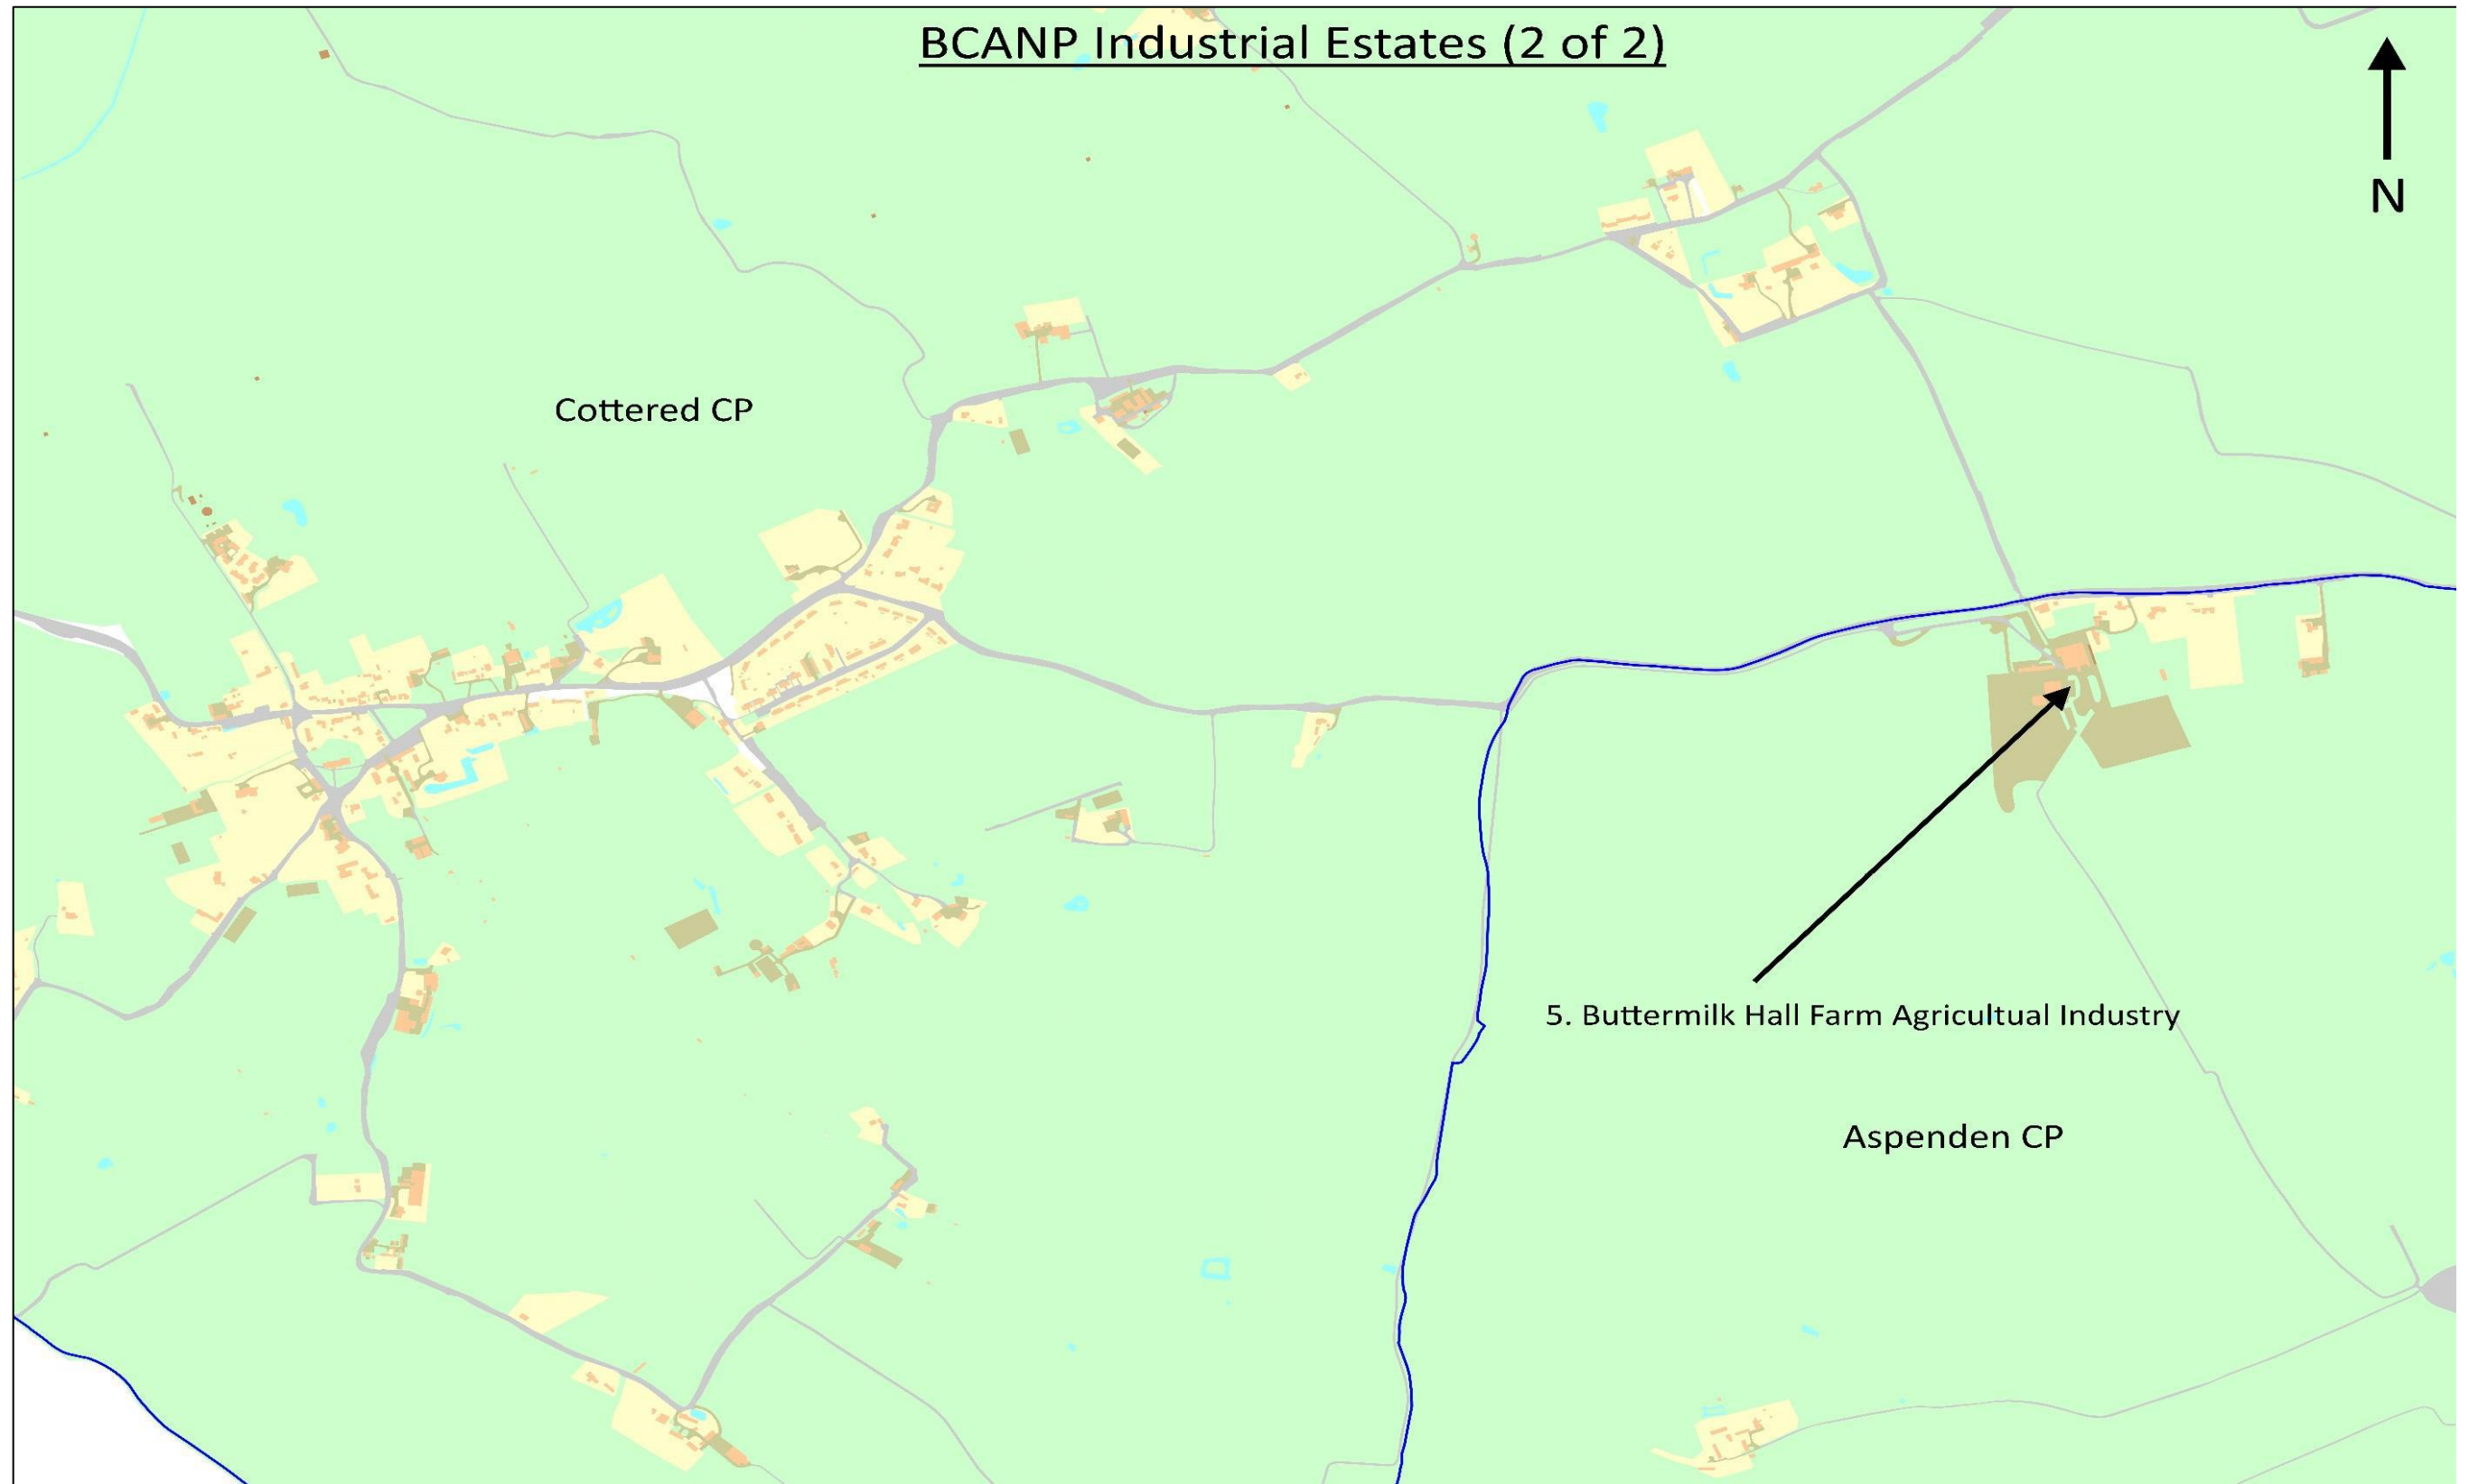 BCANP Industrial Estates (2 of 2)
N
Cottered CP
5. Buttermilk Hall Farm Agricultual Industry
Aspenden CP